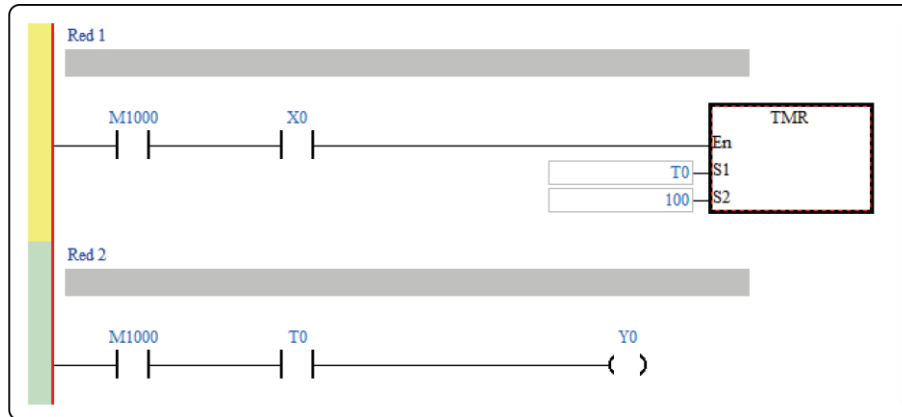 Red 1
M1000 X0 TMR
En
T0 S1
100 S2
Red 2
M1000 T0 Y0